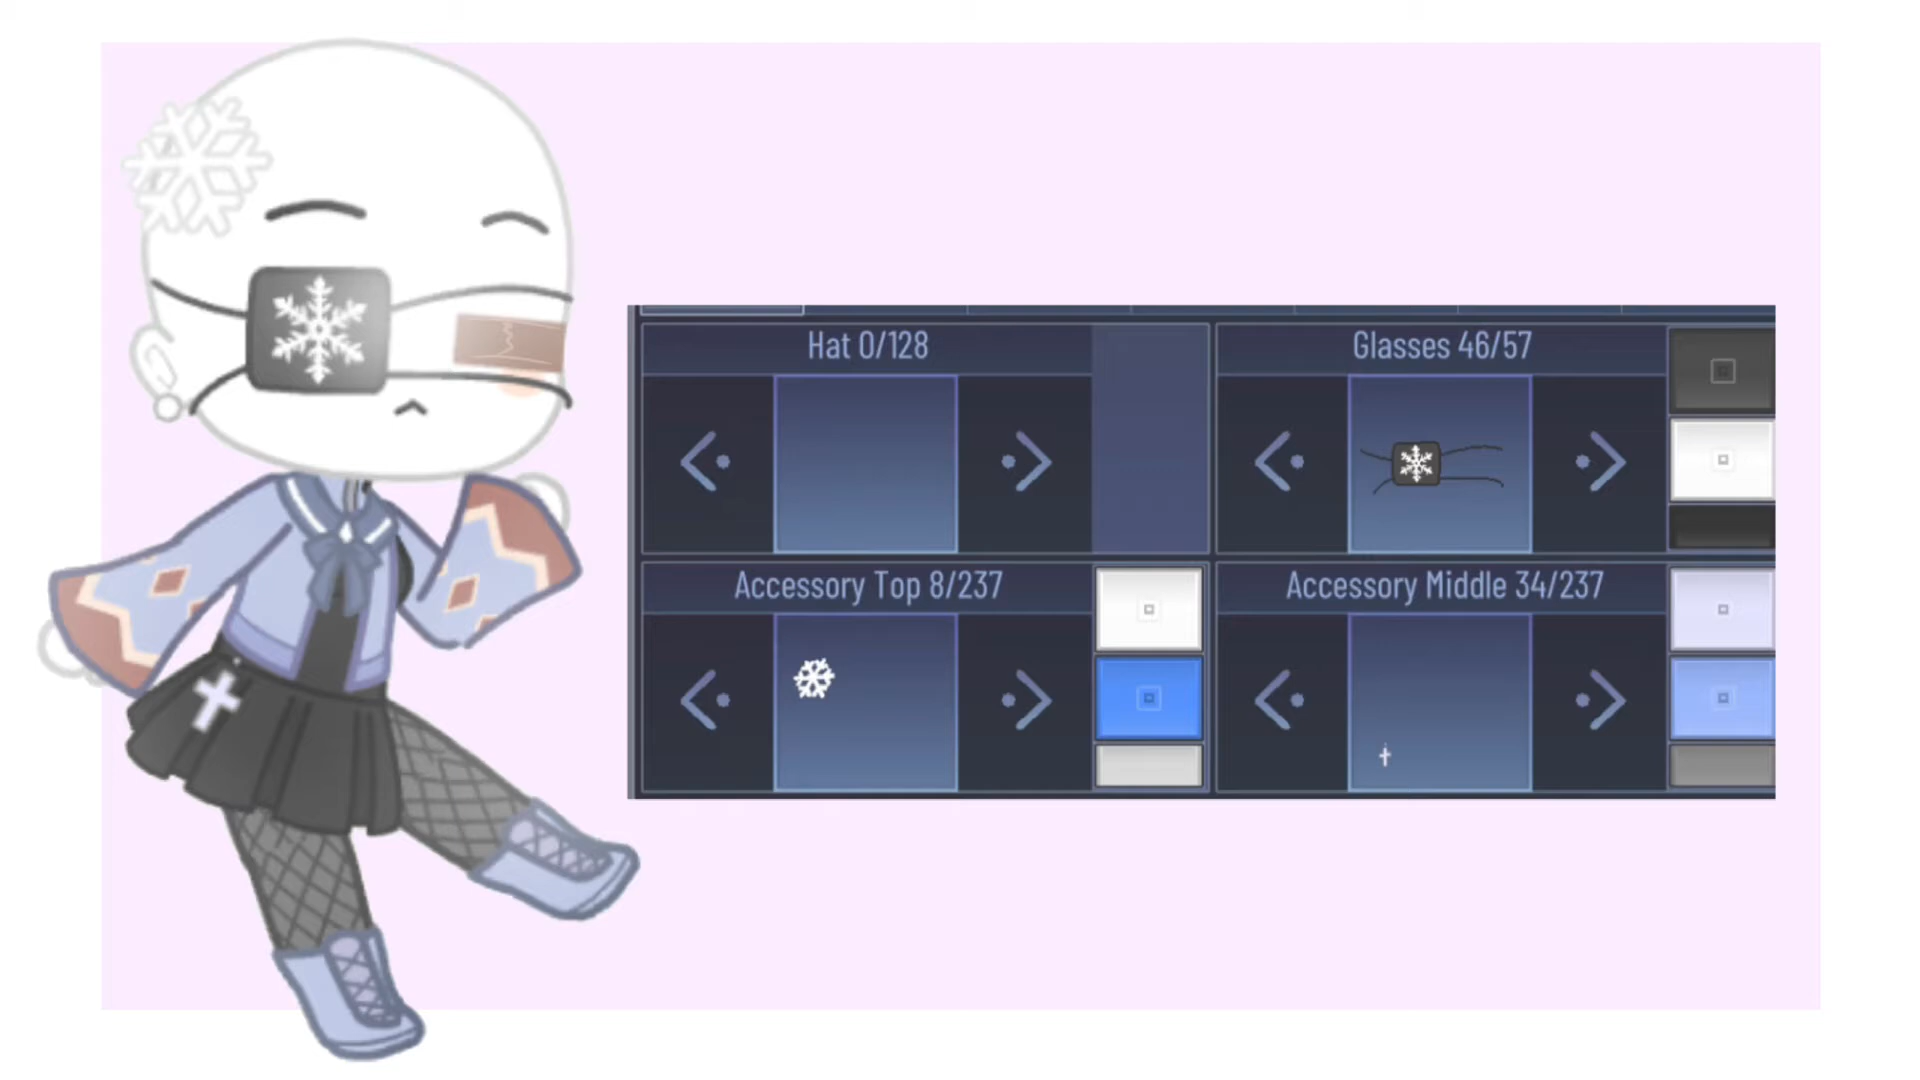 Hat 0/128
Glasses 46/57
Accessory Top 8/237
Accessory Middle 34/237